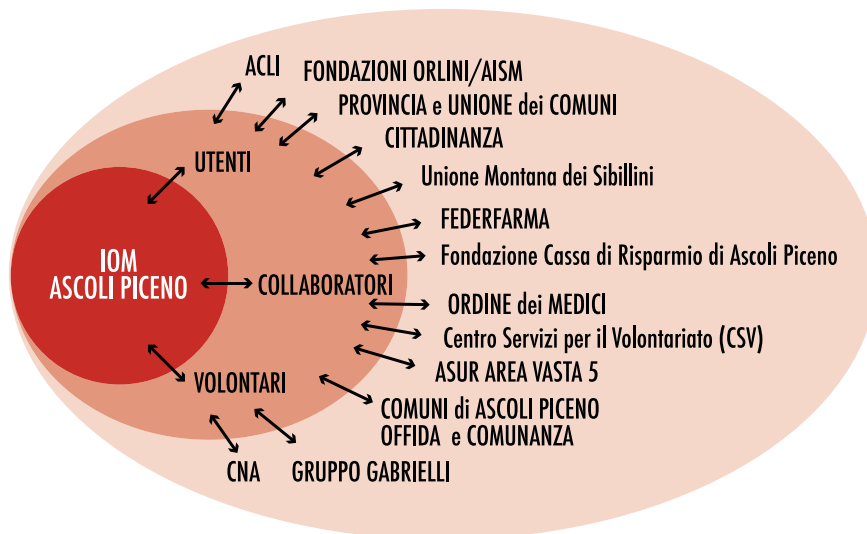 ACLI
FONDAZIONI ORLINI/AISM
PROVINCIA e UNIONE dei COMUNI
CITTADINANZA
UTENTI
Unione Montana dei Sibillini
FEDERFARMA
IOM
ASCOLI PICENO
Fondazione Cassa di Risparmio di Ascoli Piceno
COLLABORATORI
ORDINE dei MEDICI
Centro Servizi per il Volontariato (CSV)
ASUR AREA VASTA 5
VOLONTARI
COMUNI di ASCOLI PICENO
OFFIDA e COMUNANZA
CNA
GRUPPO GABRIELLI